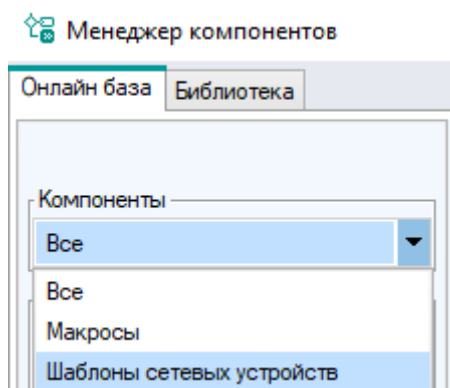 Менеджер компонентов
Онлайн база Библиотека
Компоненты
Все
Все
Макросы
Шаблоны сетевых устройств